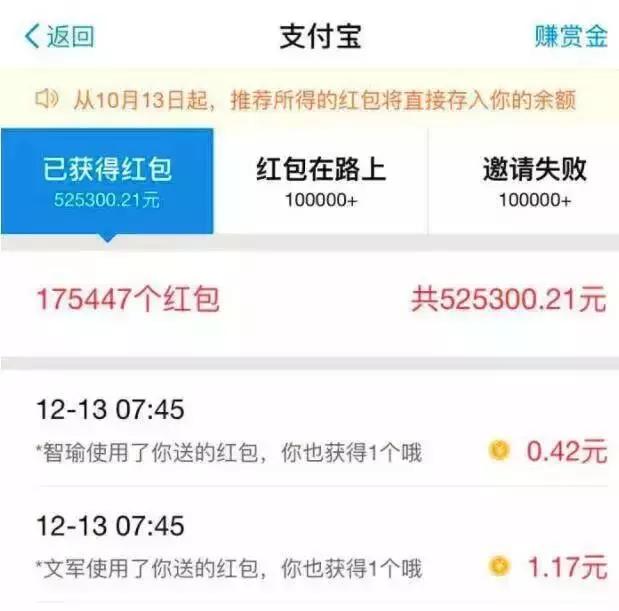 返回 支付宝 赚赏金
从10月13日起，推荐所得的红包将直接存入你的余额
已获得红包 红包在路上 邀请失败
525300.21元 100000+ 100000+
175447个红包 共525300.21元
12-13 07:45
*智瑜使用了你送的红包，你也获得1个哦 0.42元
12-13 07:45
*文军使用了你送的红包，你也获得1个哦 1.17元